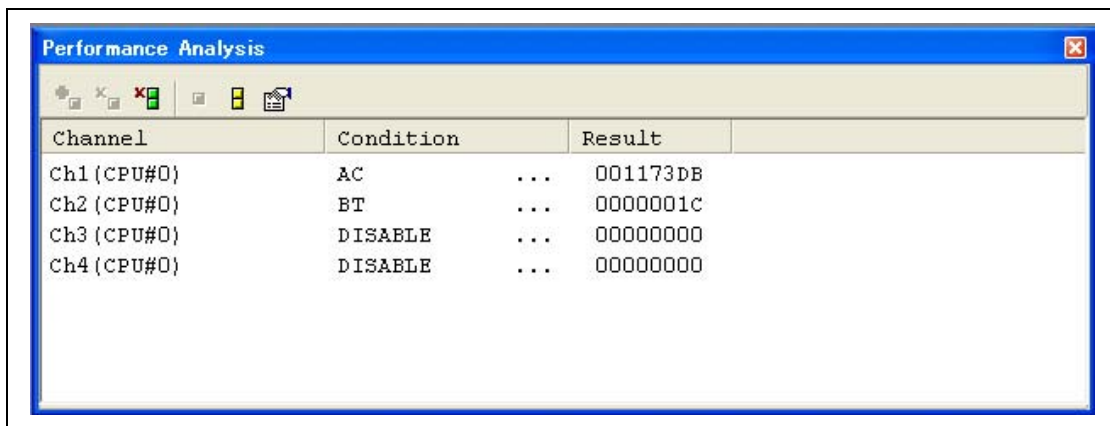 Performance Analysis
Channel Condition Result
Ch1(CPU#0) AC ... 001173DB
Ch2(CPU#0) BT ... 0000001C
Ch3(CPU#0) DISABLE ... 00000000
Ch4(CPU#0) DISABLE ... 00000000